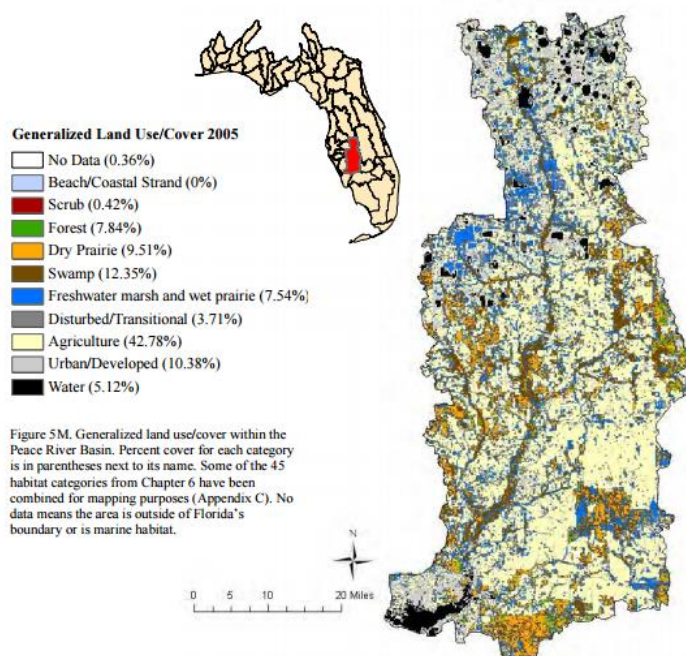 Generalized Land Use/Cover 2005
No Data (0.36%)
Beach/Coastal Strand (0%)
Scrub (0.42%)
Forest (7.84%)
Dry Prairie (9.51%)
Swamp (12.35%)
Freshwater marsh and wet prairie (7.54%)
Disturbed/Transitional (3.71%)
Agriculture (42.78%)
Urban/Developed (10.38%)
Water (5.12%)
Figure 5M. Generalized land use/cover within the
Peace River Basin. Percent cover for each category
is in parentheses next to its name. Some of the 45
habitat categories from Chapter 6 have been
combined for mapping purposes (Appendix C). No
data means the area is outside of Florida's
boundary or is marine habitat.
N
0 5 10 20 Miles